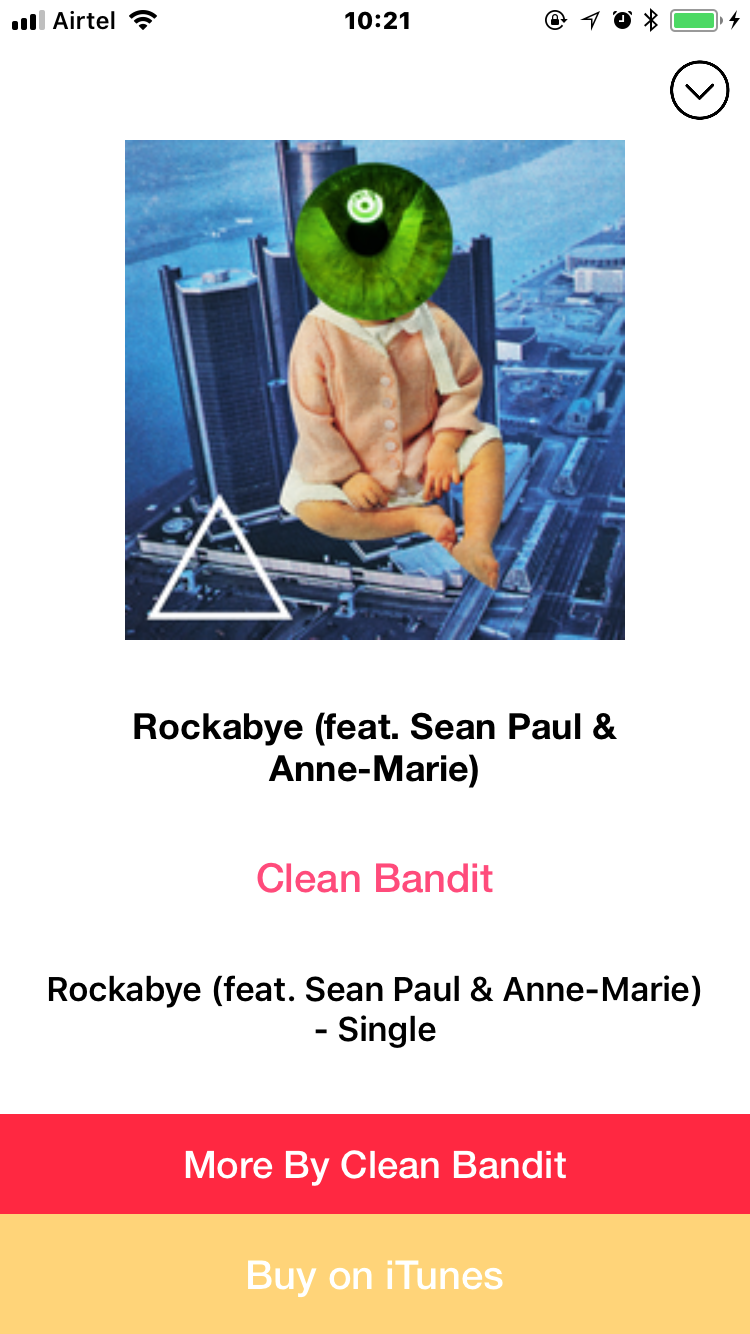 Airtel 10:21
Rockabye (feat. Sean Paul &
Anne-Marie)
Clean Bandit
Rockabye (feat. Sean Paul & Anne-Marie)
- Single
More By Clean Bandit
Buy on iTunes